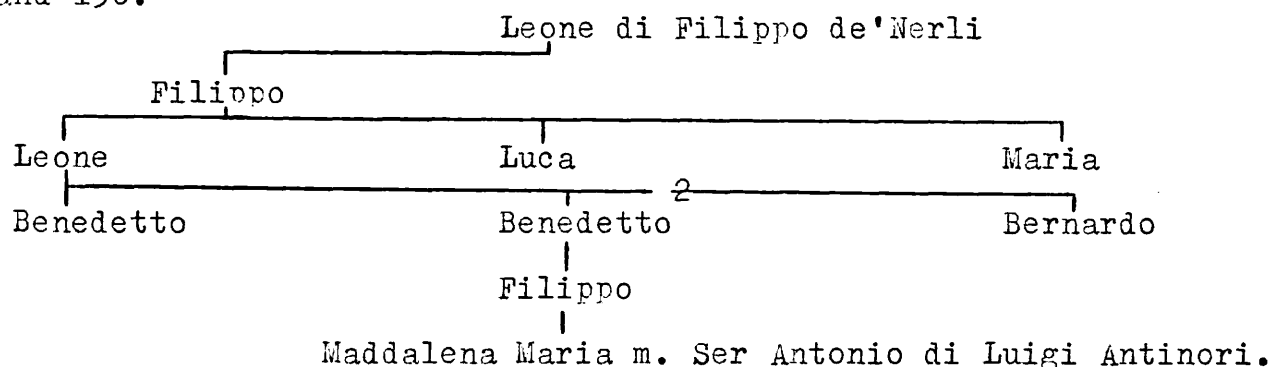 and 190.
Leone di Filippo de'Nerli
Filippo
Leone Luca Maria
2
Benedetto Benedetto Bernardo
Filippo
Maddalena Maria m. Ser Antonio di Luigi Antinori.